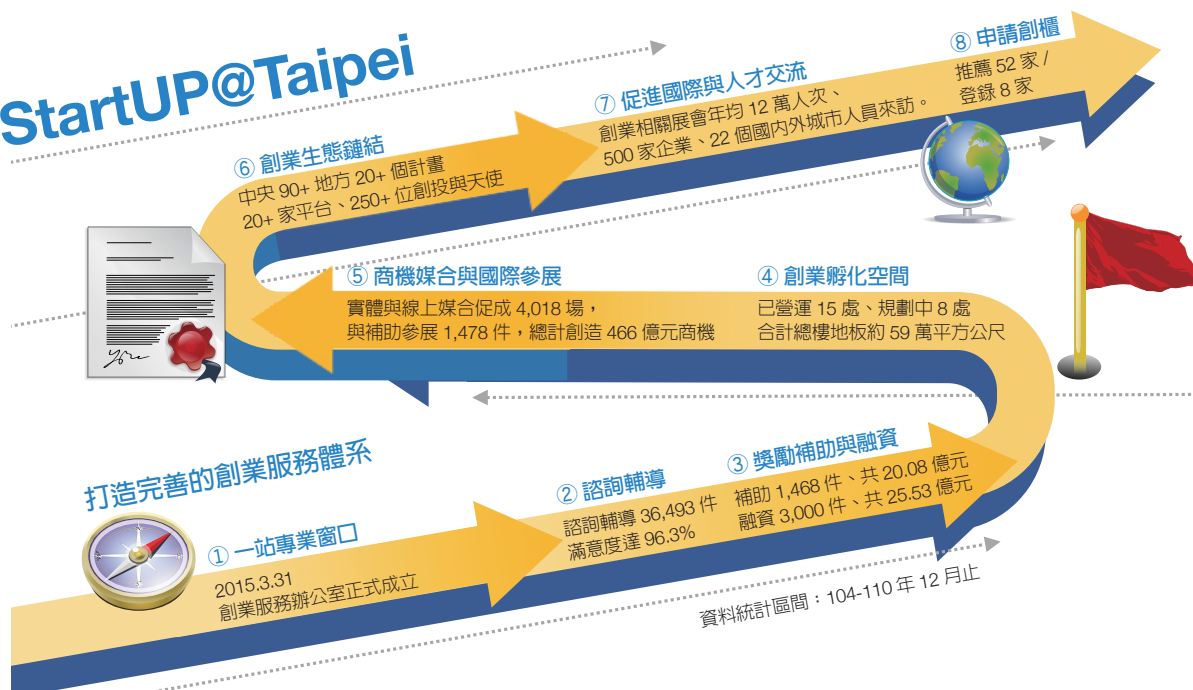 StartUP@Taipei
打造完善的創業服務體系
① 一站專業窗口
2015.3.31
創業服務辦公室正式成立
② 諮詢輔導
諮詢輔導 36,493 件
滿意度達 96.3%
③ 獎勵補助與融資
補助 1,468 件、共 20.08 億元
融資 3,000 件、共 25.53 億元
④ 創業孵化空間
已營運 15 處、規劃中 8 處
合計總樓地板約 59 萬平方公尺
⑤ 商機媒合與國際參展
實體與線上媒合促成 4,018 場，
與補助參展 1,478 件，總計創造 466 億元商機
⑥ 創業生態鏈結
中央 90+ 地方 20+ 個計畫
20+ 家平台、250+ 位創投與天使
⑦ 促進國際與人才交流
創業相關展會年均 12 萬人次、
500 家企業、22 個國內外城市人員來訪。
⑧ 申請創櫃
推薦 52 家 /
登錄 8 家
資料統計區間：104-110 年 12 月止